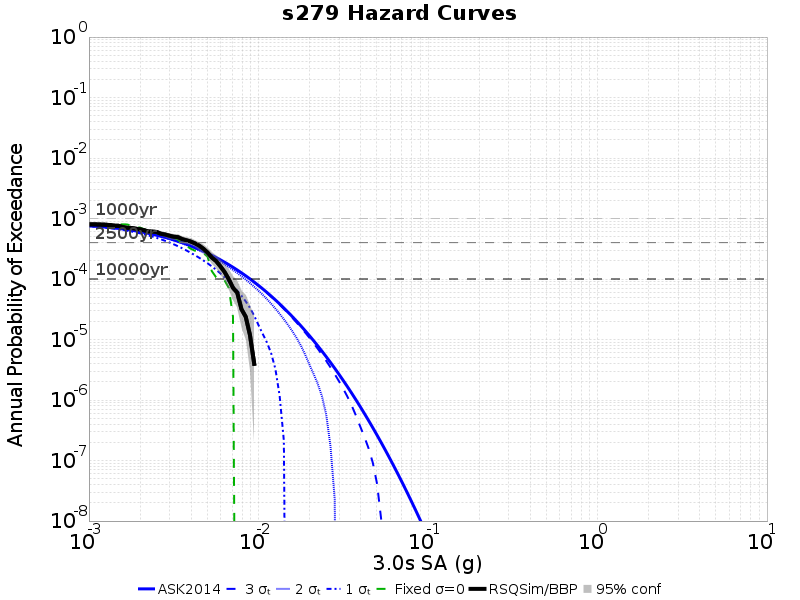 s279 Hazard Curves
Annual Probability of Exceedance
10^0
10^-1
10^-2
10^-3
10^-4
10^-5
10^-6
10^-7
10^-8
1000yr
2500yr
10000yr
10^-3 10^-2 10^-1 10^0 10^1
3.0s SA (g)
ASK2014 3 σₜ 2 σₜ 1 σₜ Fixed σ=0 RSQSim/BBP 95% conf